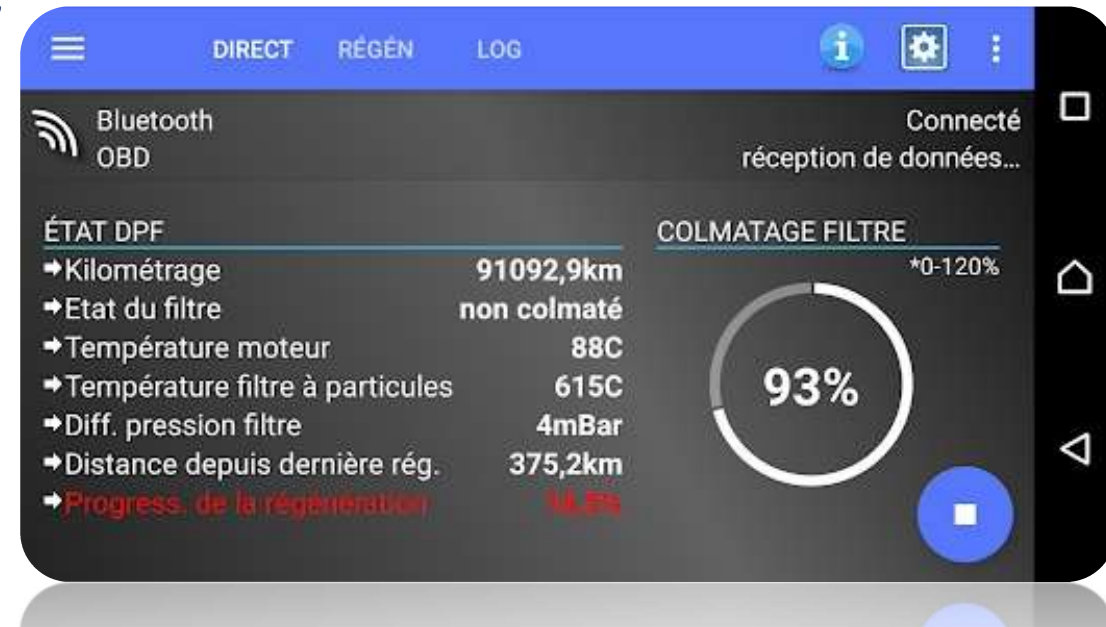 DIRECT RÉGÉN LOG
Bluetooth
OBD
Connecté
réception de données...
ÉTAT DPF
Kilométrage 91092,9km
Etat du filtre non colmaté
Température moteur 88C
Température filtre à particules 615C
Diff. pression filtre 4mBar
Distance depuis dernière rég. 375,2km
Progress. de la régénération
COLMATAGE FILTRE
*0-120%
93%